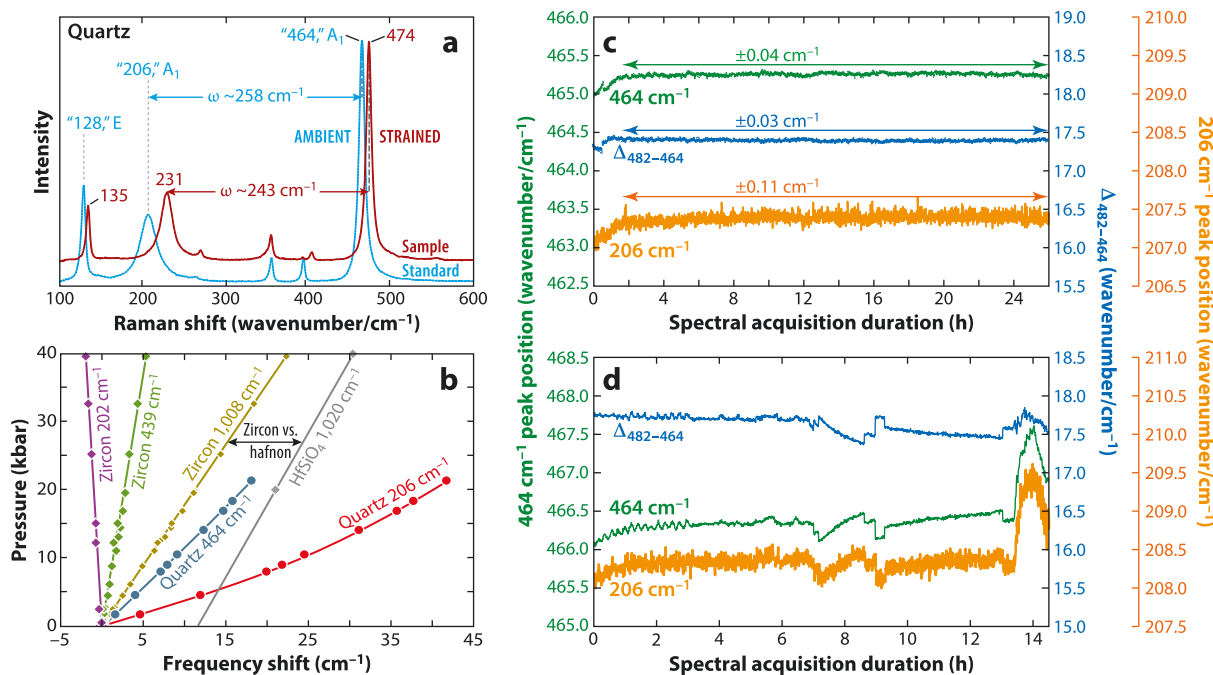 Quartz
a
"464," A₁
474
"206," A₁
ω ~258 cm⁻¹
"128," E
AMBIENT
STRAINED
135
231
ω ~243 cm⁻¹
Sample
Standard
Intensity
100
200
300
400
500
600
Raman shift (wavenumber/cm⁻¹)
b
40
30
20
10
0
Pressure (kbar)
Zircon 202 cm⁻¹
Zircon 439 cm⁻¹
Zircon 1,008 cm⁻¹
Zircon vs.
hafnon
HfSiO₄ 1,020 cm⁻¹
Quartz 464 cm⁻¹
Quartz 206 cm⁻¹
–5
0
5
10
15
20
25
30
35
40
45
Frequency shift (cm⁻¹)
c
466.0
465.5
465.0
464.5
464.0
463.5
463.0
462.5
464 cm⁻¹ peak position (wavenumber/cm⁻¹)
±0.04 cm⁻¹
464 cm⁻¹
±0.03 cm⁻¹
Δ482–464
±0.11 cm⁻¹
206 cm⁻¹
0
4
8
12
16
20
24
Spectral acquisition duration (h)
19.0
18.5
18.0
17.5
17.0
16.5
16.0
15.5
Δ482–464 (wavenumber/cm⁻¹)
210.0
209.5
209.0
208.5
208.0
207.5
207.0
206.5
206 cm⁻¹ peak position (wavenumber/cm⁻¹)
d
468.5
468.0
467.5
467.0
466.5
466.0
465.5
465.0
Δ482–464
464 cm⁻¹
206 cm⁻¹
0
2
4
6
8
10
12
14
Spectral acquisition duration (h)
18.5
18.0
17.5
17.0
16.5
16.0
15.5
15.0
211.0
210.5
210.0
209.5
209.0
208.5
208.0
207.5